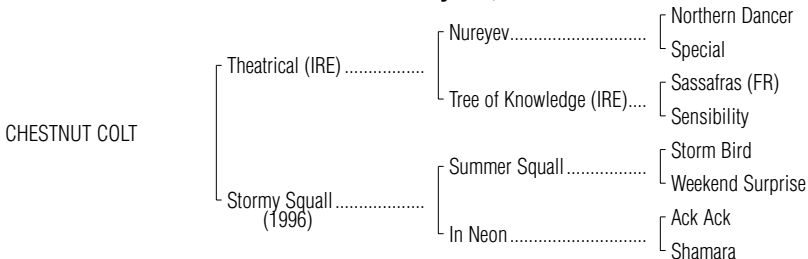 Northern Dancer
Nureyev
Special
Theatrical (IRE)
Sassafras (FR)
Tree of Knowledge (IRE)
Sensibility
CHESTNUT COLT
Storm Bird
Summer Squall
Weekend Surprise
Stormy Squall
(1996)
Ack Ack
In Neon
Shamara